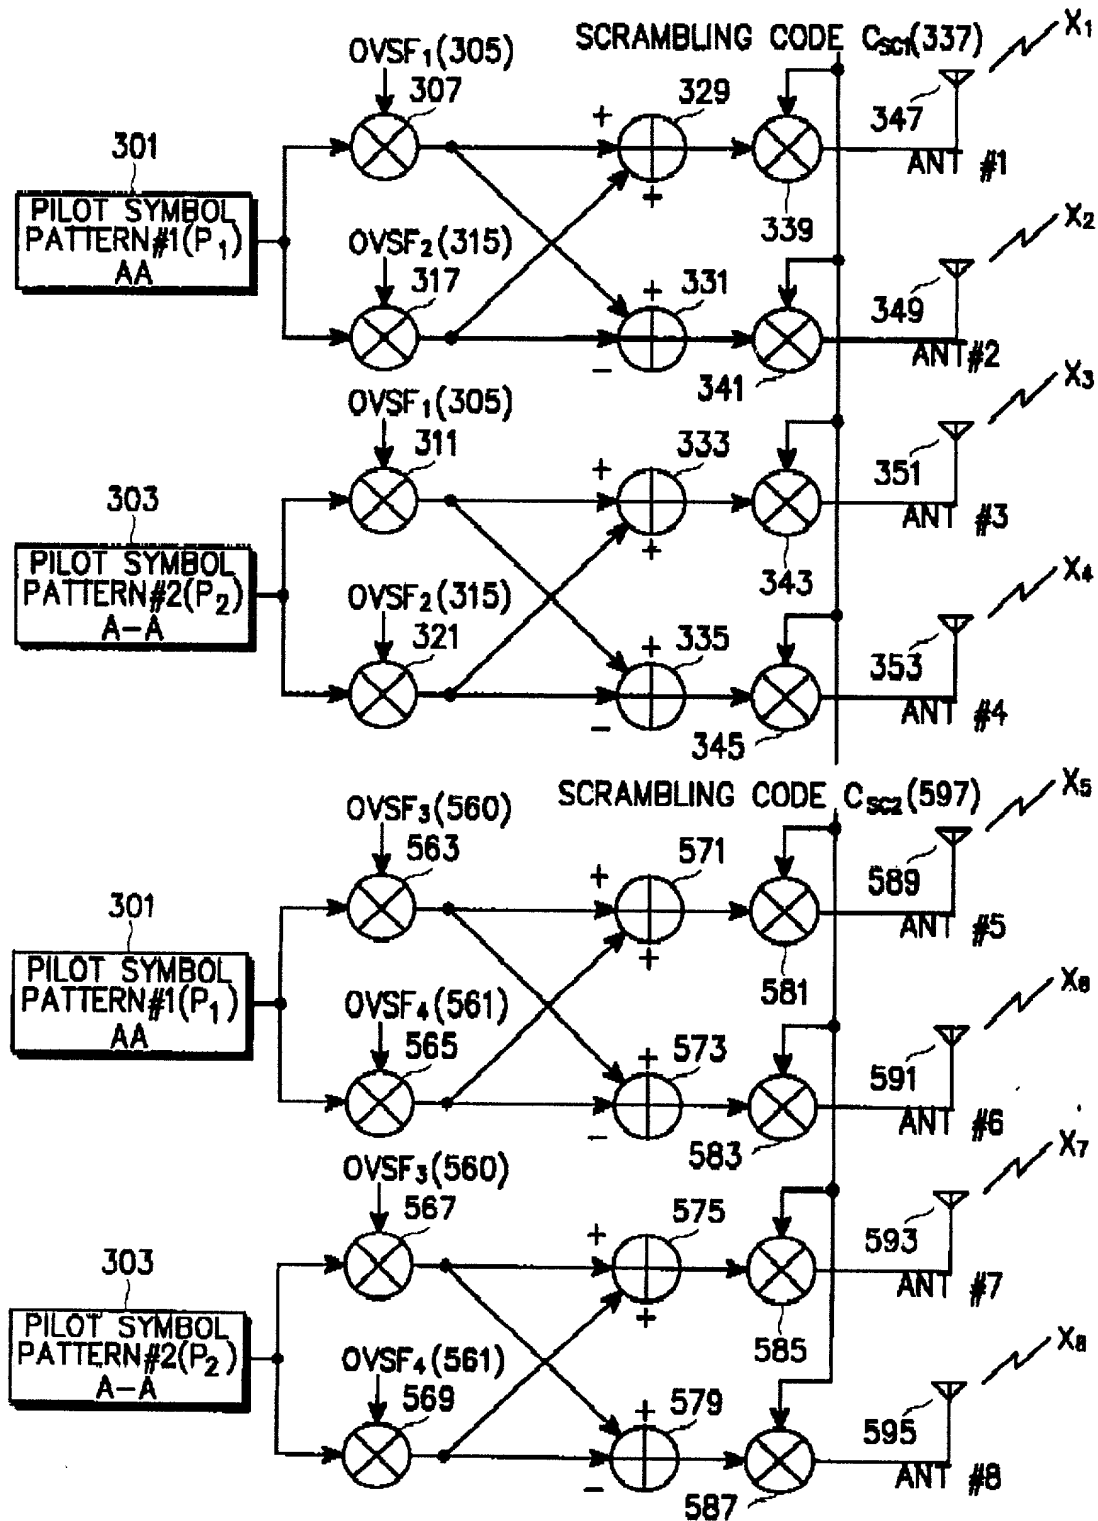 SCRAMBLING CODE CSC1(337)
X1
OVSF1(305)
307
329
347
301
+
ANT #1
PILOT SYMBOL
PATTERN#1(P1)
AA
+
339
X2
OVSF2(315)
317
+
331
349
ANT#2
−
341
X3
OVSF1(305)
311
333
351
303
+
ANT #3
PILOT SYMBOL
PATTERN#2(P2)
A-A
+
343
X4
OVSF2(315)
321
+
335
353
ANT #4
−
345
SCRAMBLING CODE CSC2(597)
X5
OVSF3(560)
563
571
589
301
+
ANT #5
PILOT SYMBOL
PATTERN#1(P1)
AA
+
581
X6
OVSF4(561)
565
+
573
591
ANT #6
−
583
X7
OVSF3(560)
567
575
593
303
+
ANT #7
PILOT SYMBOL
PATTERN#2(P2)
A-A
+
585
X8
OVSF4(561)
569
+
579
595
ANT #8
−
587